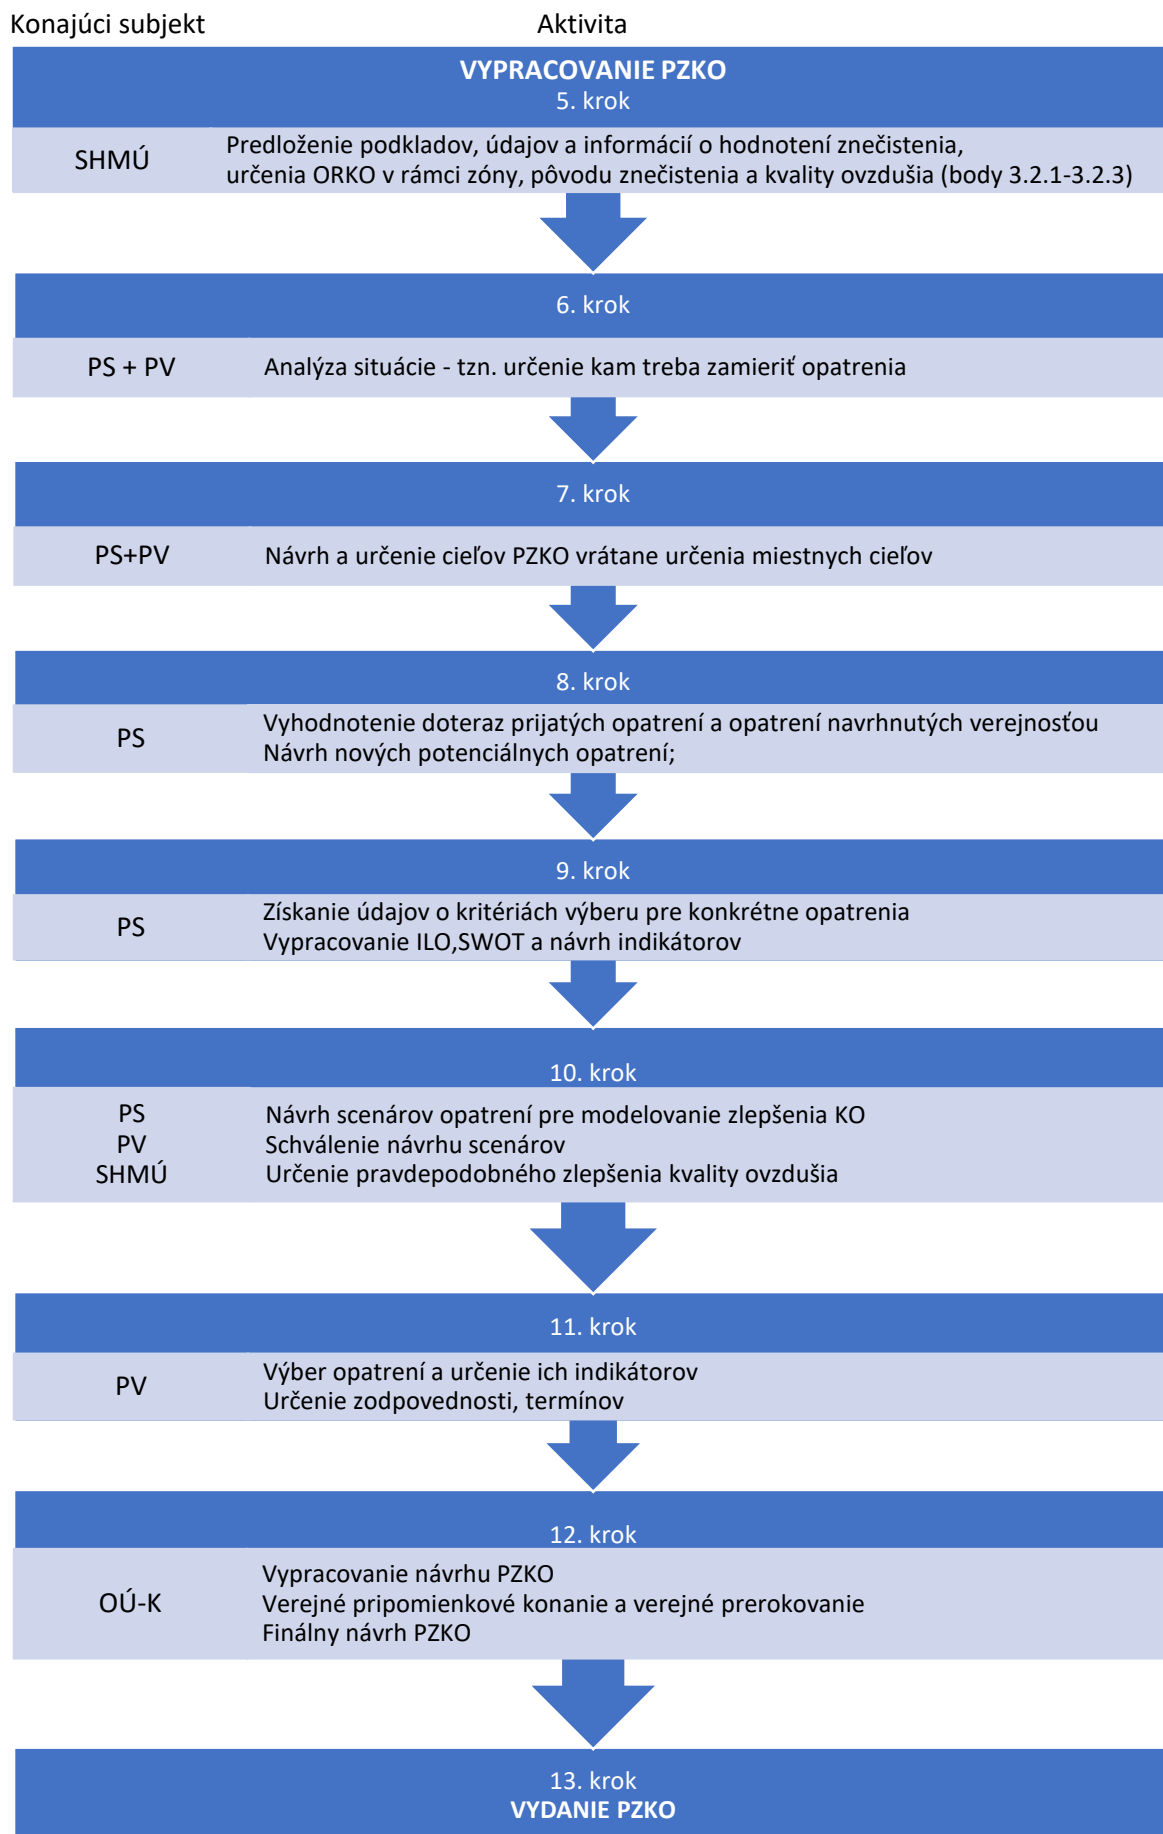 Konajúci subjekt Aktivita
VYPRACOVANIE PZKO
5. krok
SHMÚ
Predloženie podkladov, údajov a informácií o hodnotení znečistenia,
určenia ORKO v rámci zóny, pôvodu znečistenia a kvality ovzdušia (body 3.2.1-3.2.3)
6. krok
PS + PV Analýza situácie - tzn. určenie kam treba zamieriť opatrenia
7. krok
PS+PV Návrh a určenie cieľov PZKO vrátane určenia miestnych cieľov
8. krok
PS
Vyhodnotenie doteraz prijatých opatrení a opatrení navrhnutých verejnosťou
Návrh nových potenciálnych opatrení;
9. krok
PS
Získanie údajov o kritériách výberu pre konkrétne opatrenia
Vypracovanie ILO,SWOT a návrh indikátorov
10. krok
PS Návrh scenárov opatrení pre modelovanie zlepšenia KO
PV Schválenie návrhu scenárov
SHMÚ Určenie pravdepodobného zlepšenia kvality ovzdušia
11. krok
PV
Výber opatrení a určenie ich indikátorov
Určenie zodpovednosti, termínov
12. krok
OÚ-K
Vypracovanie návrhu PZKO
Verejné pripomienkové konanie a verejné prerokovanie
Finálny návrh PZKO
13. krok
VYDANIE PZKO